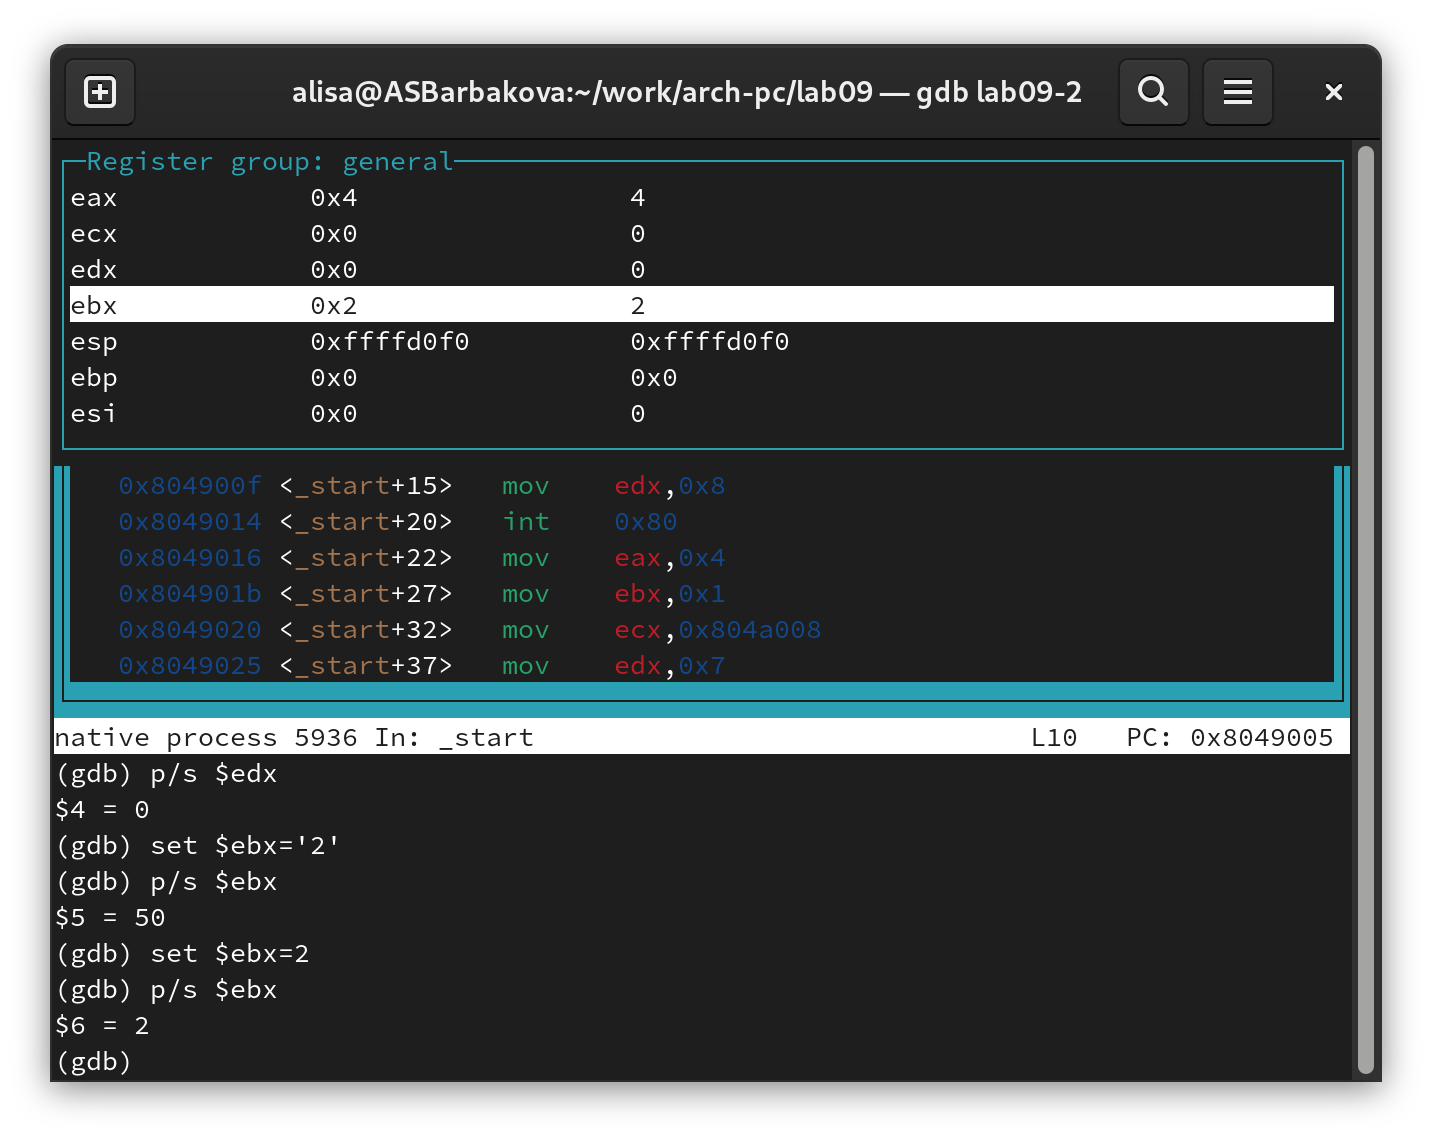 alisa@ASBarbakova:~/work/arch-pc/lab09 — gdb lab09-2
Register group: general
eax 0x4 4
ecx 0x0 0
edx 0x0 0
ebx 0x2 2
esp 0xffffd0f0 0xffffd0f0
ebp 0x0 0x0
esi 0x0 0
0x804900f <_start+15> mov edx,0x8
0x8049014 <_start+20> int 0x80
0x8049016 <_start+22> mov eax,0x4
0x804901b <_start+27> mov ebx,0x1
0x8049020 <_start+32> mov ecx,0x804a008
0x8049025 <_start+37> mov edx,0x7
native process 5936 In: _start L10 PC: 0x8049005
(gdb) p/s $edx
$4 = 0
(gdb) set $ebx='2'
(gdb) p/s $ebx
$5 = 50
(gdb) set $ebx=2
(gdb) p/s $ebx
$6 = 2
(gdb)